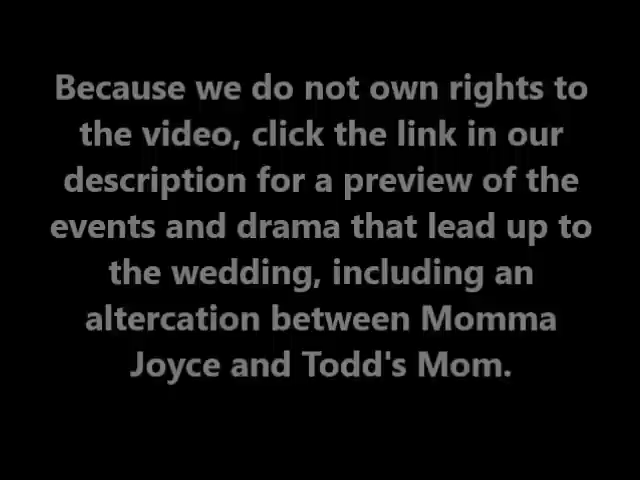 Because we do not own rights to
the video, click the link in our
description for a preview of the
events and drama that lead up to
the wedding, including an
altercation between Momma
Joyce and Todd's Mom.